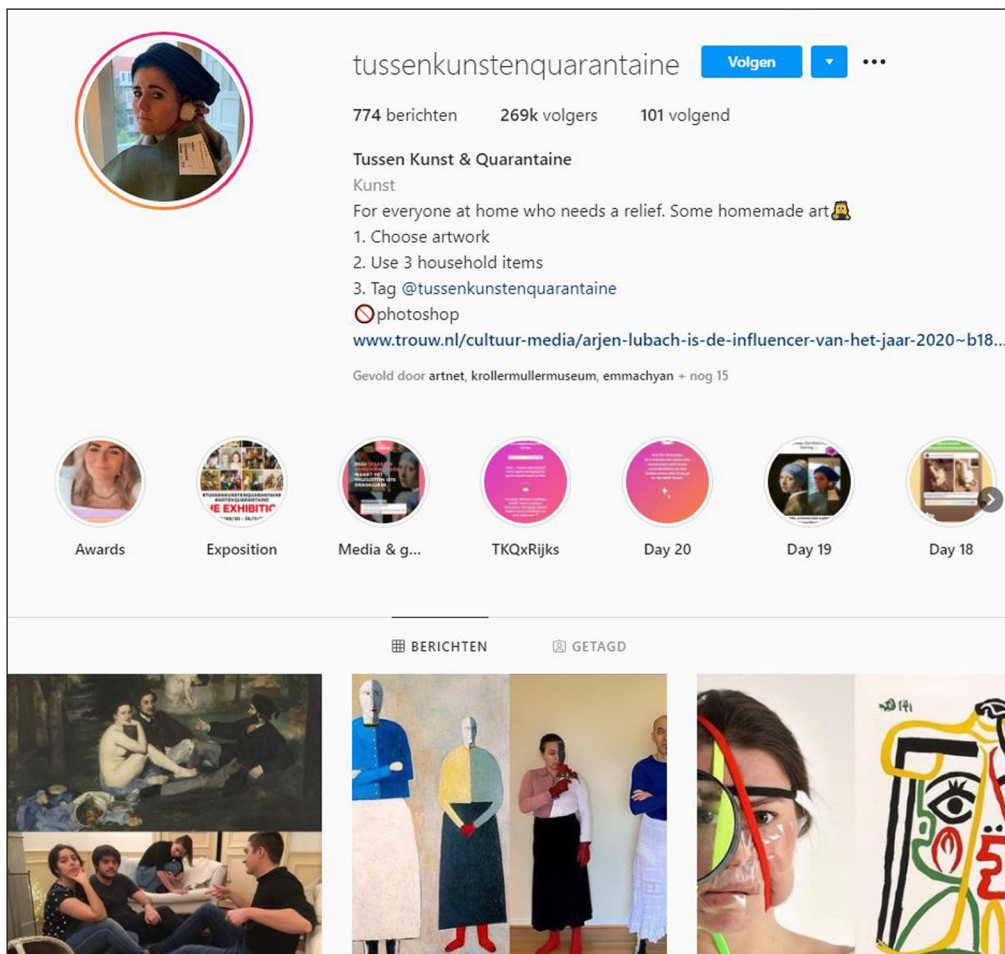 tussenkunstenquarantaine Volgen
774 berichten 269k volgers 101 volgend
Tussen Kunst & Quarantaine
Kunst
For everyone at home who needs a relief. Some homemade art
1. Choose artwork
2. Use 3 household items
3. Tag @tussenkunstenquarantaine
photoshop
www.trouw.nl/cultuur-media/arjen-lubach-is-de-influencer-van-het-jaar-2020~b18...
Gevold door artnet, krollermullermuseum, emmachyan + nog 15
#TUSSENKUNSTENQUARANTAINE
Awards Exposition Media & g... TKQxRijks Day 20 Day 19 Day 18
BERICHTEN GETAGD